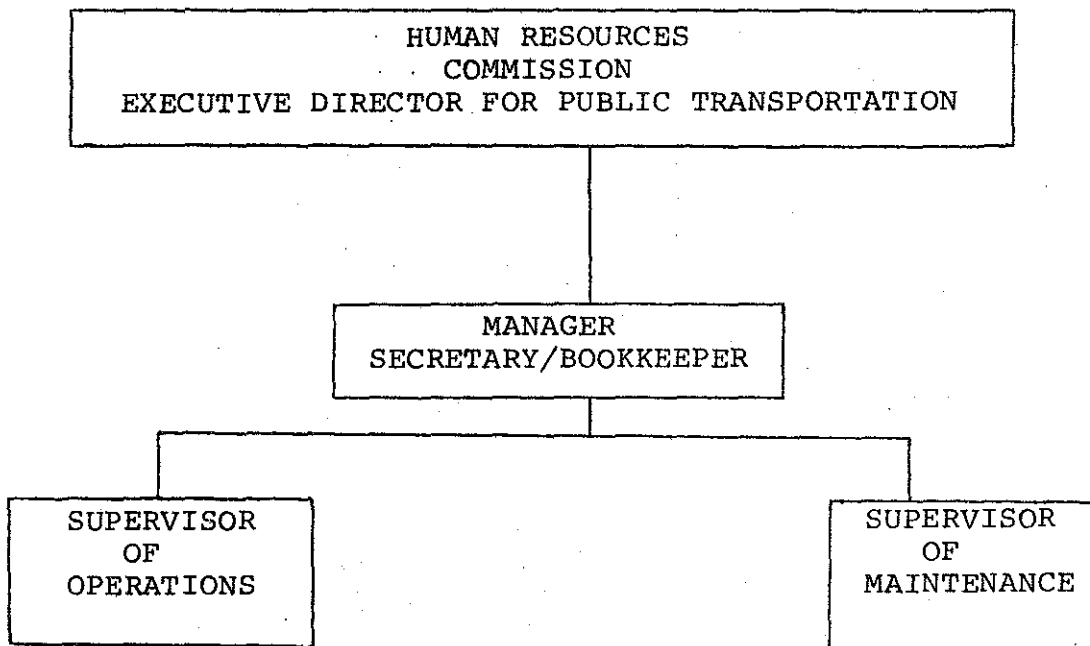 HUMAN RESOURCES
COMMISSION
EXECUTIVE DIRECTOR FOR PUBLIC TRANSPORTATION
MANAGER
SECRETARY/BOOKKEEPER
SUPERVISOR
OF
OPERATIONS
SUPERVISOR
OF
MAINTENANCE